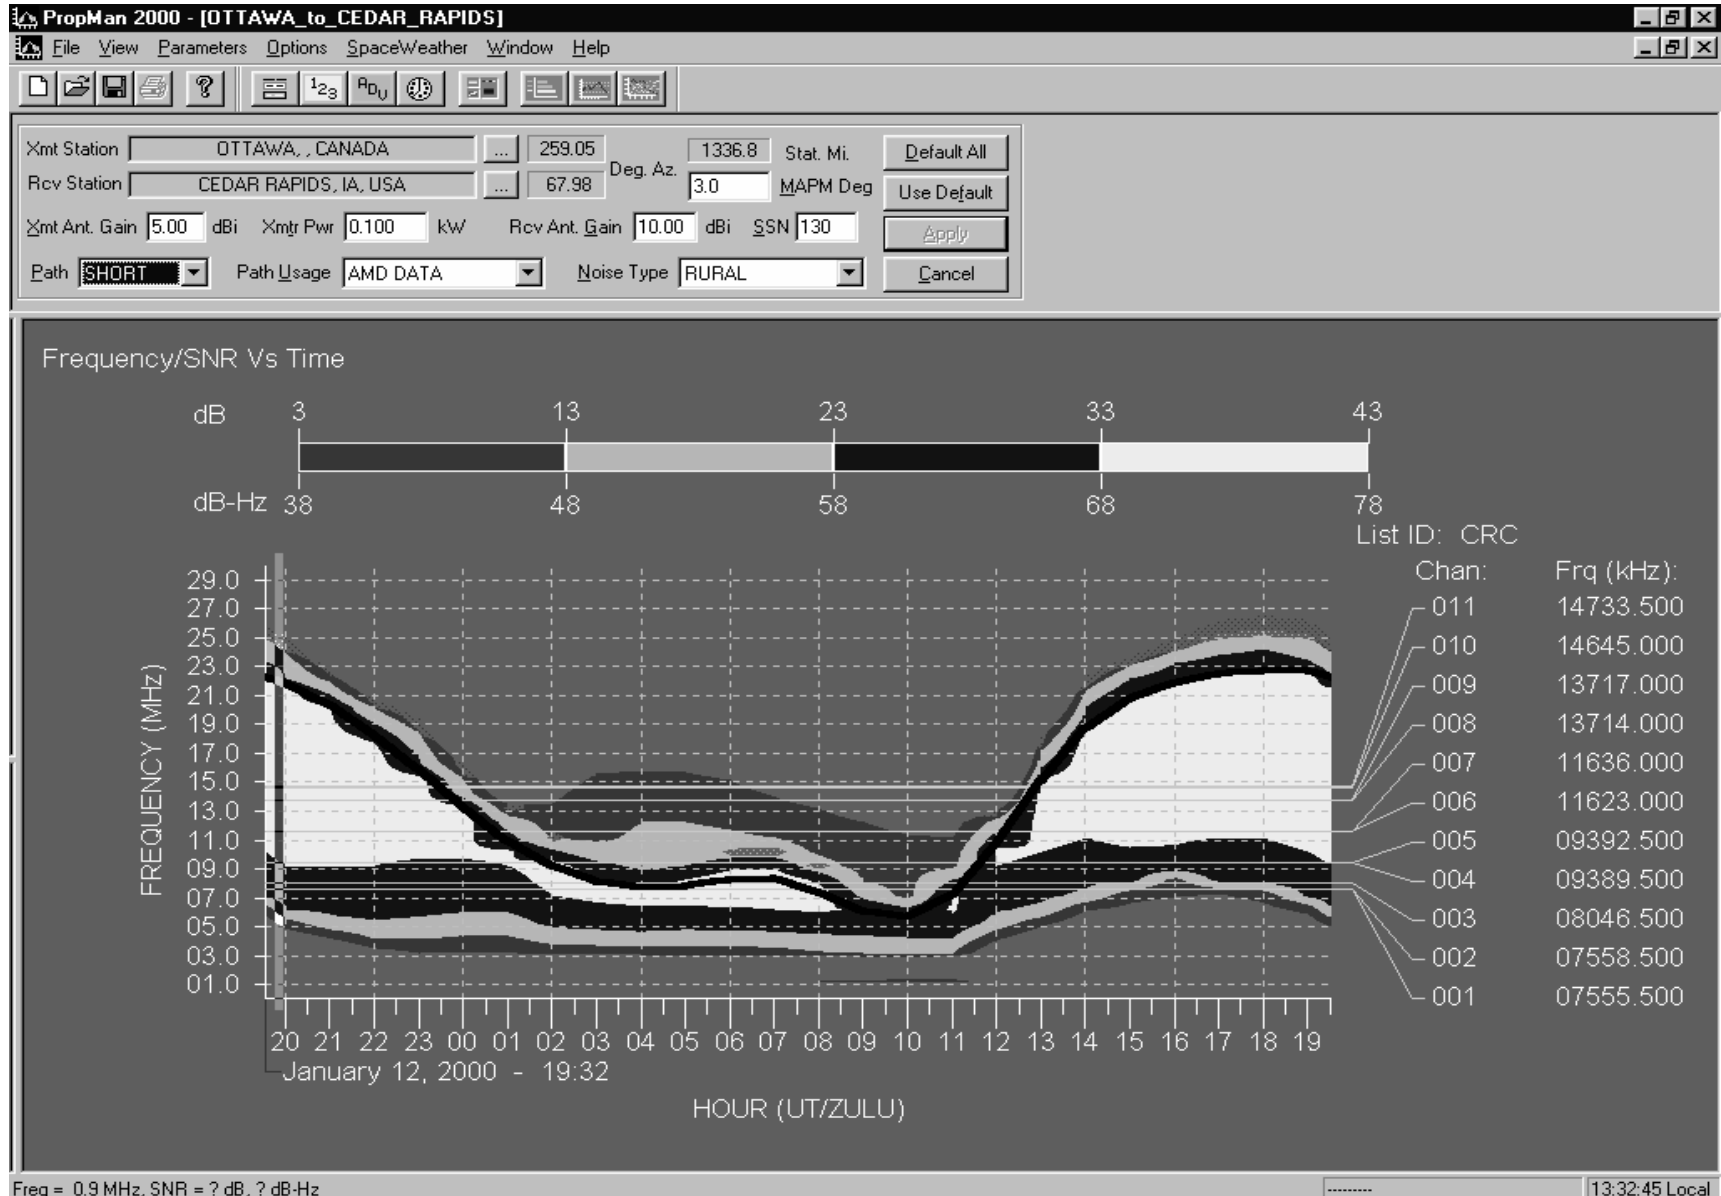 PropMan 2000 - [OTTAWA_to_CEDAR_RAPIDS]
File View Parameters Options SpaceWeather Window Help
Xmt Station OTTAWA, , CANADA ... 259.05 Deg. Az. 1336.8 Stat. Mi. Default All
Rcv Station CEDAR RAPIDS, IA, USA ... 67.98 3.0 MAPM Deg Use Default
Xmt Ant. Gain 5.00 dBi Xmtr Pwr 0.100 kW Rcv Ant. Gain 10.00 dBi SSN 130 Apply
Path SHORT Path Usage AMD DATA Noise Type RURAL Cancel
Frequency/SNR Vs Time
dB 3 13 23 33 43
dB-Hz 38 48 58 68 78
List ID: CRC
Chan: Frq (kHz):
011 14733.500
010 14645.000
009 13717.000
008 13714.000
007 11636.000
006 11623.000
005 09392.500
004 09389.500
003 08046.500
002 07558.500
001 07555.500
FREQUENCY (MHz)
29.0
27.0
25.0
23.0
21.0
19.0
17.0
15.0
13.0
11.0
09.0
07.0
05.0
03.0
01.0
20 21 22 23 00 01 02 03 04 05 06 07 08 09 10 11 12 13 14 15 16 17 18 19
January 12, 2000 - 19:32
HOUR (UT/ZULU)
Freq = 0.9 MHz, SNR = ? dB, ? dB-Hz --------- 13:32:45 Local